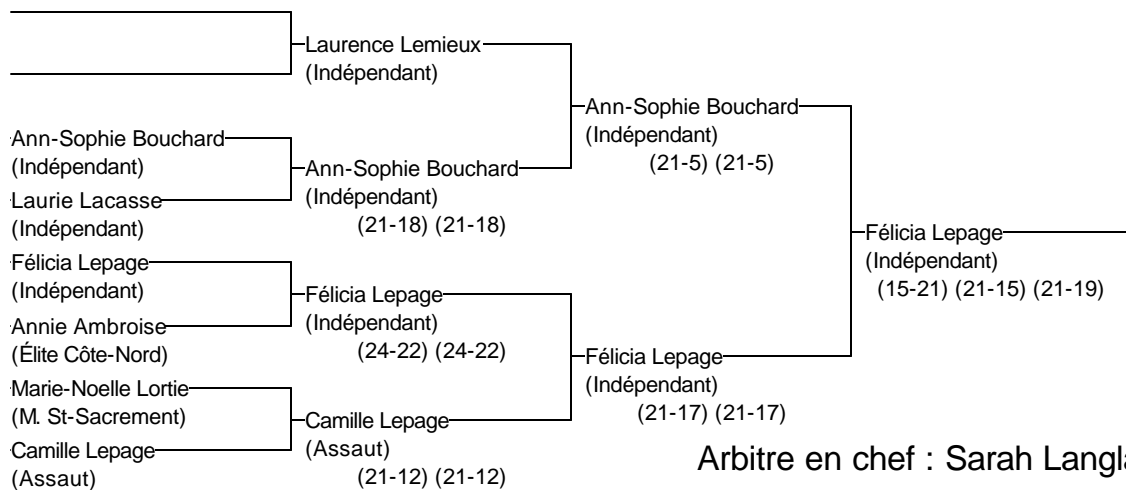 Laurence Lemieux
(Indépendant)
Ann-Sophie Bouchard
(Indépendant)
(21-5) (21-5)
Ann-Sophie Bouchard
(Indépendant)
Ann-Sophie Bouchard
(Indépendant)
(21-18) (21-18)
Laurie Lacasse
(Indépendant)
Félicia Lepage
(Indépendant)
(15-21) (21-15) (21-19)
Félicia Lepage
(Indépendant)
Félicia Lepage
(Indépendant)
(24-22) (24-22)
Annie Ambroise
(Élite Côte-Nord)
Félicia Lepage
(Indépendant)
(21-17) (21-17)
Marie-Noelle Lortie
(M. St-Sacrement)
Camille Lepage
(Assaut)
(21-12) (21-12)
Camille Lepage
(Assaut)
Arbitre en chef : Sarah